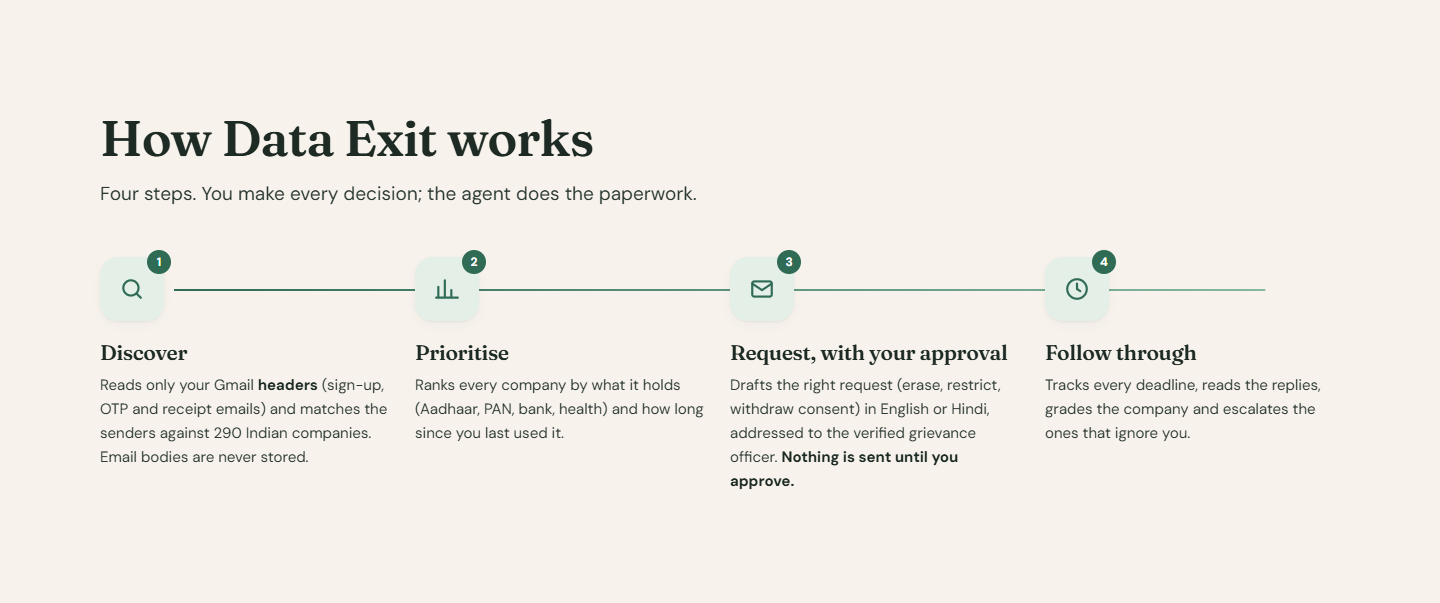 How Data Exit works
Four steps. You make every decision; the agent does the paperwork.
1
Discover
Reads only your Gmail headers (sign-up,
OTP and receipt emails) and matches the
senders against 290 Indian companies.
Email bodies are never stored.
2
Prioritise
Ranks every company by what it holds
(Aadhaar, PAN, bank, health) and how long
since you last used it.
3
Request, with your approval
Drafts the right request (erase, restrict,
withdraw consent) in English or Hindi,
addressed to the verified grievance
officer. Nothing is sent until you
approve.
4
Follow through
Tracks every deadline, reads the replies,
grades the company and escalates the
ones that ignore you.